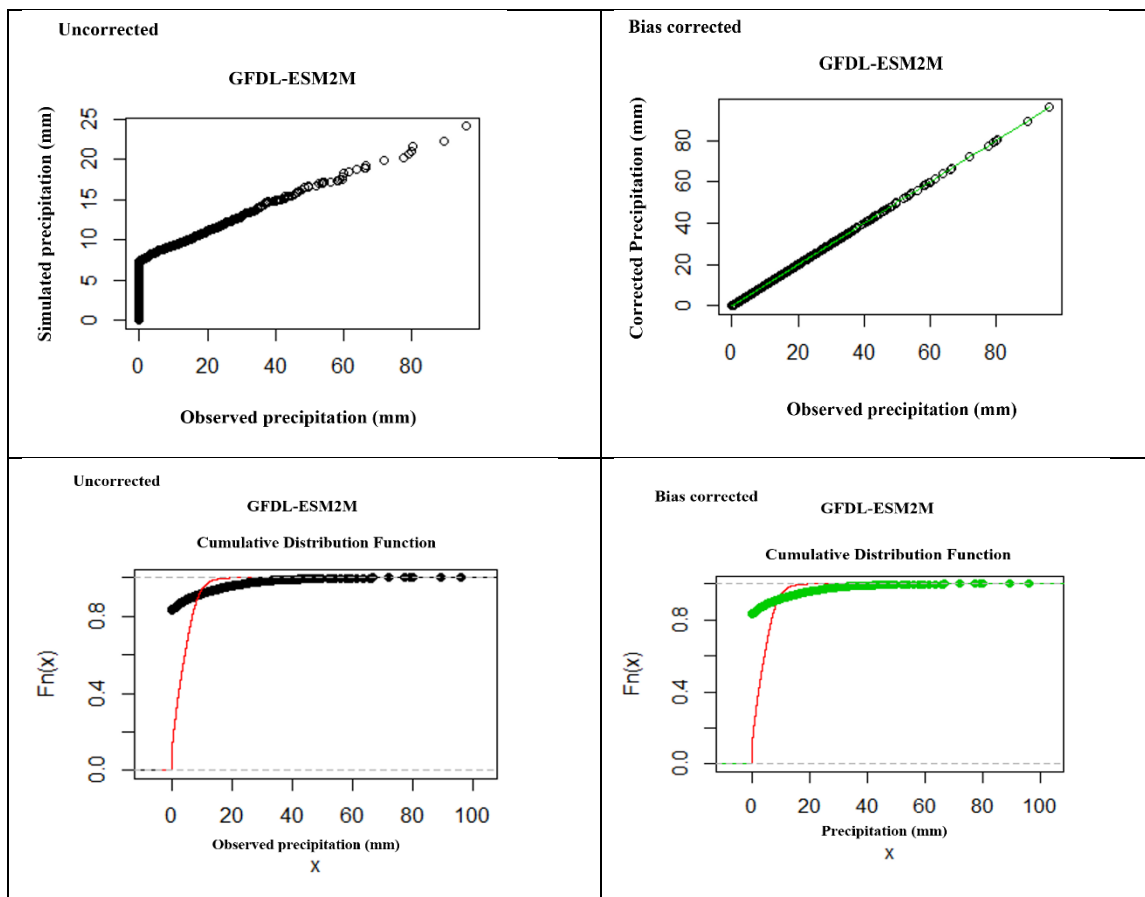 Uncorrected
GFDL-ESM2M
Simulated precipitation (mm)
25
20
15
10
5
0
0 20 40 60 80
Observed precipitation (mm)
Bias corrected
GFDL-ESM2M
Corrected Precipitation (mm)
80
60
40
20
0
0 20 40 60 80
Observed precipitation (mm)
Uncorrected
GFDL-ESM2M
Cumulative Distribution Function
Fn(x)
0.8
0.4
0.0
0 20 40 60 80 100
Observed precipitation (mm)
x
Bias corrected
GFDL-ESM2M
Cumulative Distribution Function
Fn(x)
0.8
0.4
0.0
0 20 40 60 80 100
Precipitation (mm)
x